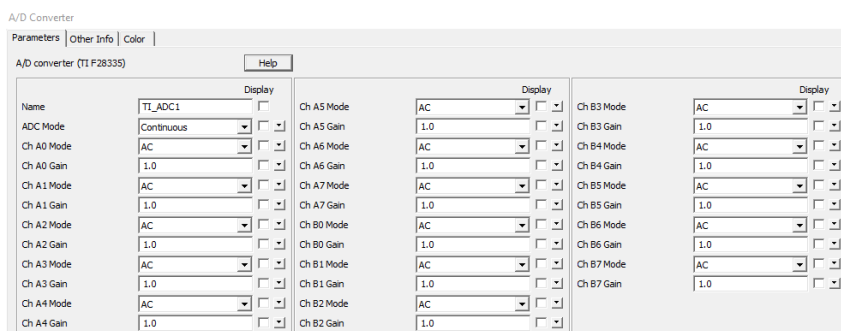 A/D Converter
Parameters Other Info Color
A/D converter (TI F28335) Help
Display
Name TI_ADC1
ADC Mode Continuous
Ch A0 Mode AC
Ch A0 Gain 1.0
Ch A1 Mode AC
Ch A1 Gain 1.0
Ch A2 Mode AC
Ch A2 Gain 1.0
Ch A3 Mode AC
Ch A3 Gain 1.0
Ch A4 Mode AC
Ch A4 Gain 1.0
Display
Ch A5 Mode AC
Ch A5 Gain 1.0
Ch A6 Mode AC
Ch A6 Gain 1.0
Ch A7 Mode AC
Ch A7 Gain 1.0
Ch B0 Mode AC
Ch B0 Gain 1.0
Ch B1 Mode AC
Ch B1 Gain 1.0
Ch B2 Mode AC
Ch B2 Gain 1.0
Display
Ch B3 Mode AC
Ch B3 Gain 1.0
Ch B4 Mode AC
Ch B4 Gain 1.0
Ch B5 Mode AC
Ch B5 Gain 1.0
Ch B6 Mode AC
Ch B6 Gain 1.0
Ch B7 Mode AC
Ch B7 Gain 1.0